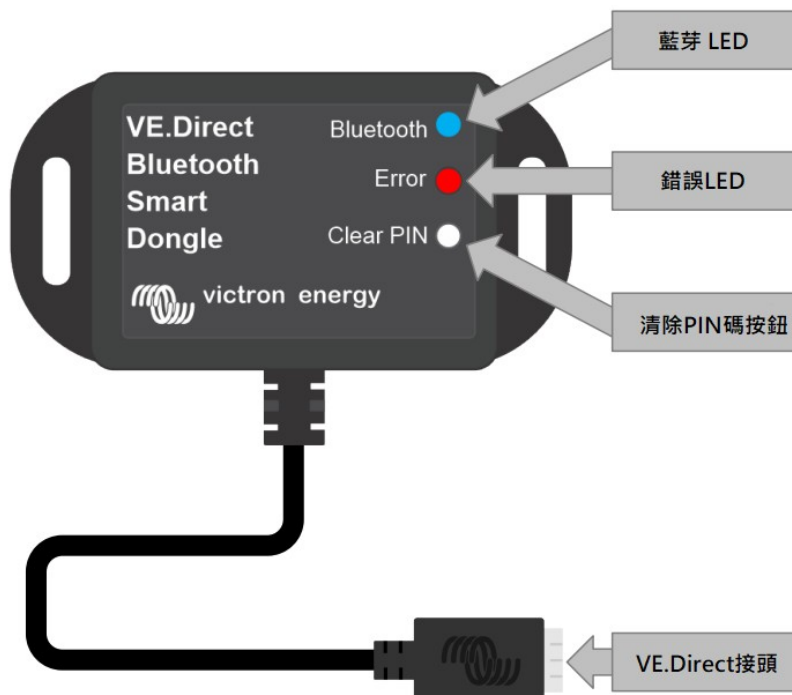 藍芽 LED
VE.Direct
Bluetooth
Smart
Dongle
Bluetooth
Error
Clear PIN
錯誤LED
清除PIN碼按鈕
victron energy
VE.Direct接頭